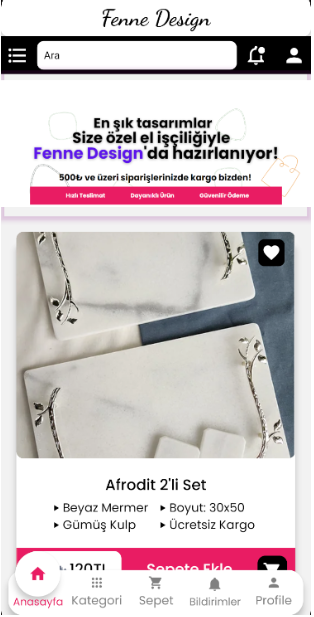 Fenne Design
Ara
En şık tasarımlar
Size özel el işçiliğiyle
Fenne Design'da hazırlanıyor!
500₺ ve üzeri siparişlerinizde kargo bizden!
Hızlı Teslimat Dayanıklı Ürün Güvenilir Ödeme
Afrodit 2'li Set
‣ Beyaz Mermer ‣ Boyut: 30x50
‣ Gümüş Kulp ‣ Ücretsiz Kargo
120TL Sepete Ekle
Anasayfa Kategori Sepet Bildirimler Profile